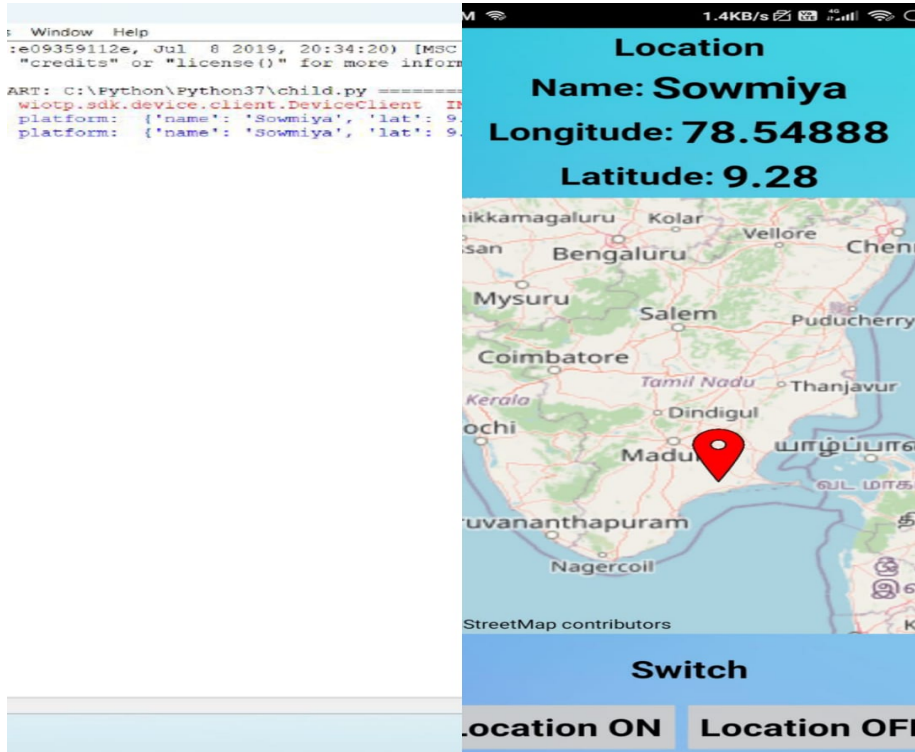 Window Help
:e09359112e, Jul 8 2019, 20:34:20) [MSC
"credits" or "license()" for more infor
ART: C:\Python\Python37\child.py =========
wiotp.sdk.device.client.DeviceClient IN
platform: {'name': 'Sowmiya', 'lat': 9.
platform: {'name': 'Sowmiya', 'lat': 9.
M
1.4KB/s
4G
Location
Name: Sowmiya
Longitude: 78.54888
Latitude: 9.28
ikkamagaluru
Kolar
Vellore
ssan
Bengaluru
Chenn
Mysuru
Salem
Puducherry
Coimbatore
Tamil Nadu
Thanjavur
Kerala
Dindigul
ochi
Madu
யாழ்ப்பா
வட மாக
uvananthapuram
Nagercoil
StreetMap contributors
Switch
Location ON
Location OFF